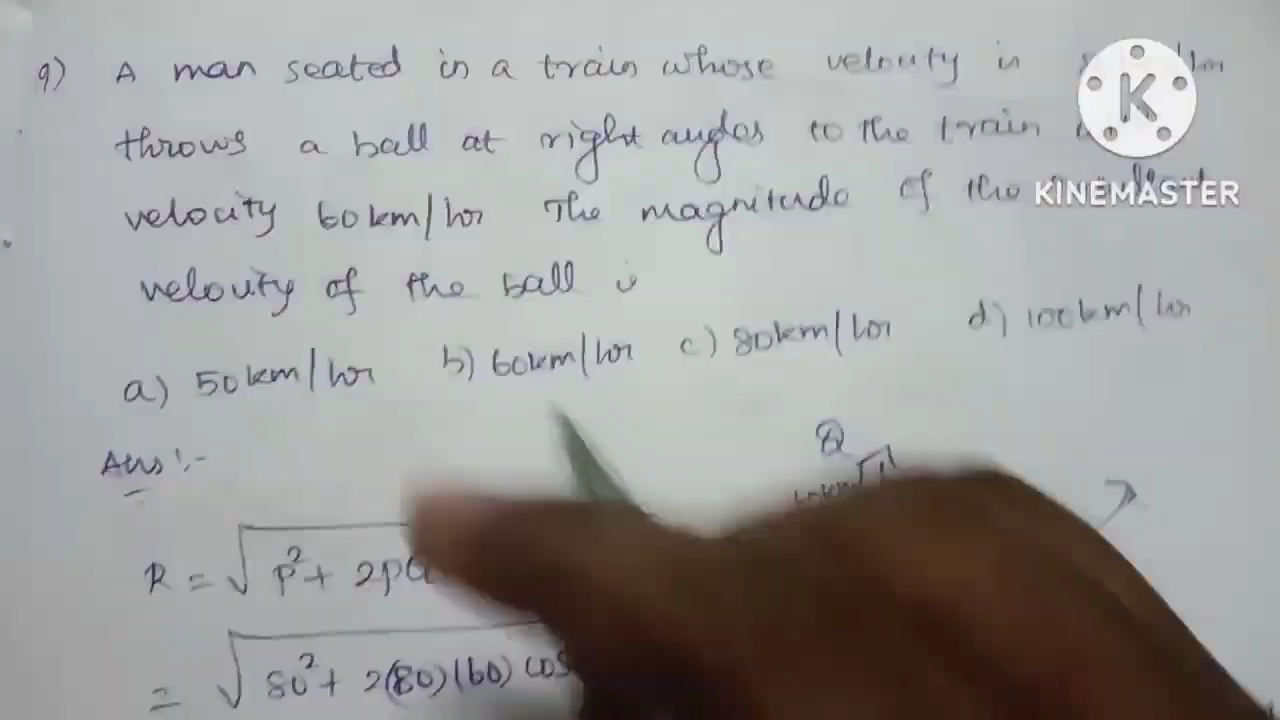 9) A man seated in a train whose velocity is
throws a ball at right angles to the train
velocity 60km/hr The magnitude of the
velouity of the ball is
a) 50km/hr b) 60km/hr c) 80km/hr d) 100km/hr
Ans:-
Q
R = √P²+ 2PQ
= √80²+ 2(80)(60) cos
K
KINEMASTER